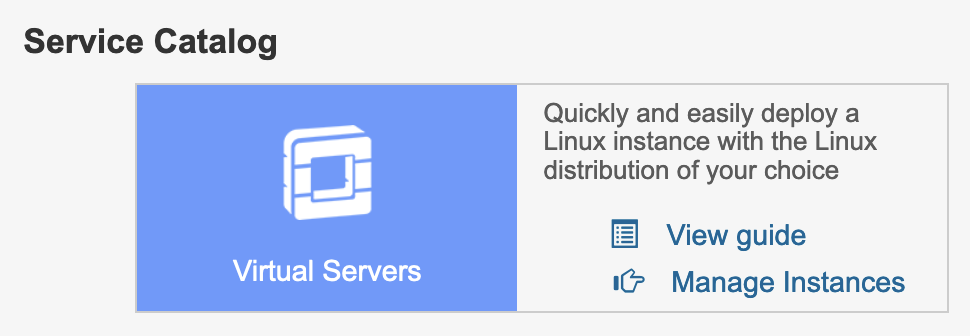 Service Catalog
Virtual Servers
Quickly and easily deploy a
Linux instance with the Linux
distribution of your choice
View guide
Manage Instances